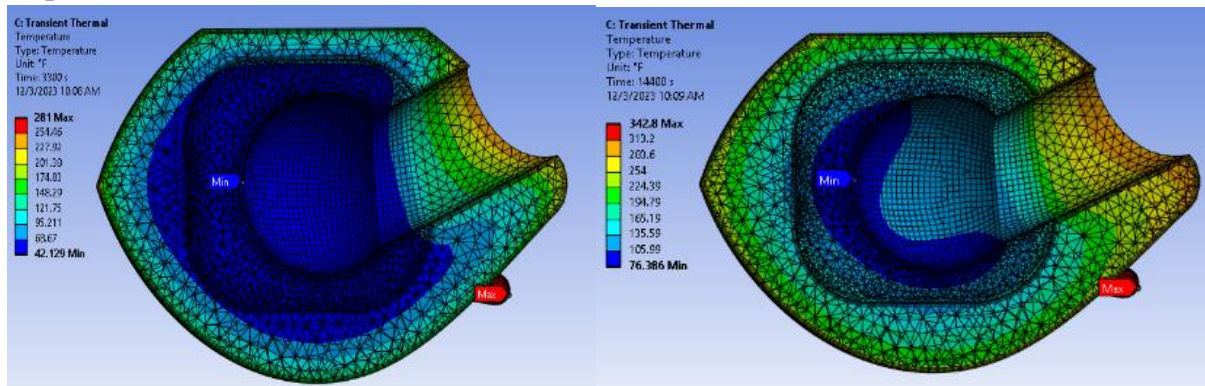 C: Transient Thermal
Temperature
Type: Temperature
Unit: °F
Time: 3300 s
12/3/2023 10:08 AM
281 Max
254.46
227.92
201.38
174.83
148.29
121.75
95.211
68.67
42.129 Min
Min
Max
C: Transient Thermal
Temperature
Type: Temperature
Unit: °F
Time: 14400 s
12/3/2023 10:09 AM
342.8 Max
313.2
283.6
254
224.39
194.79
165.19
135.59
105.99
76.386 Min
Min
Max